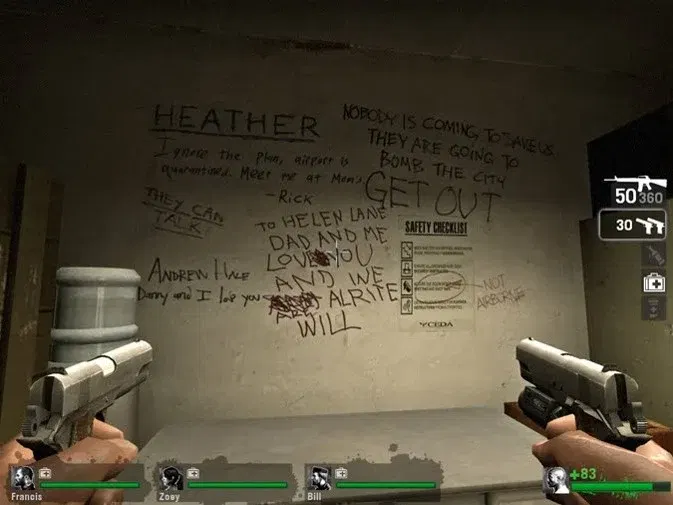 HEATHER
Ignore the plan, airport is
quarantined. Meet me at Mom's
-Rick
NOBODY IS COMING TO SAVE US
THEY ARE GOING TO
BOMB THE CITY
GET OUT
THEY CAN
TALK!
TO HELEN LANE
DAD AND ME
LOVE YOU
AND WE
ALRITE
WILL
ANDREW HALE
Danny and I love you
SAFETY CHECKLIST
NOT
AIRBORNE
CEDA
50 360
30
Francis
Zoey
Bill
+83